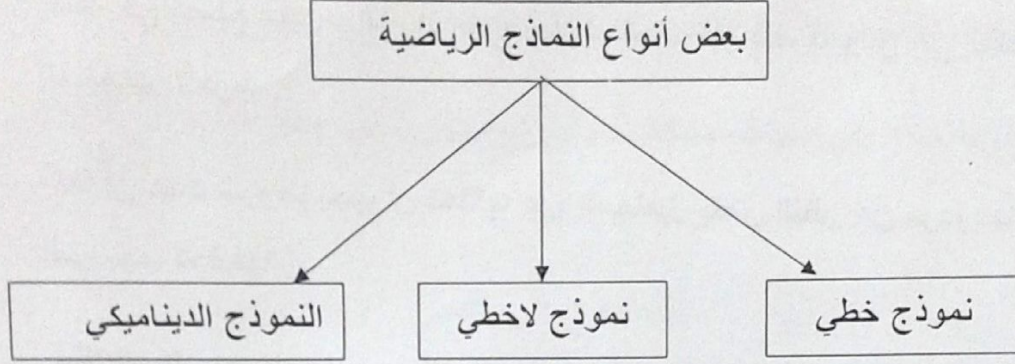 بعض أنواع النماذج الرياضية
نموذج خطي
نموذج لاخطي
النموذج الديناميكي